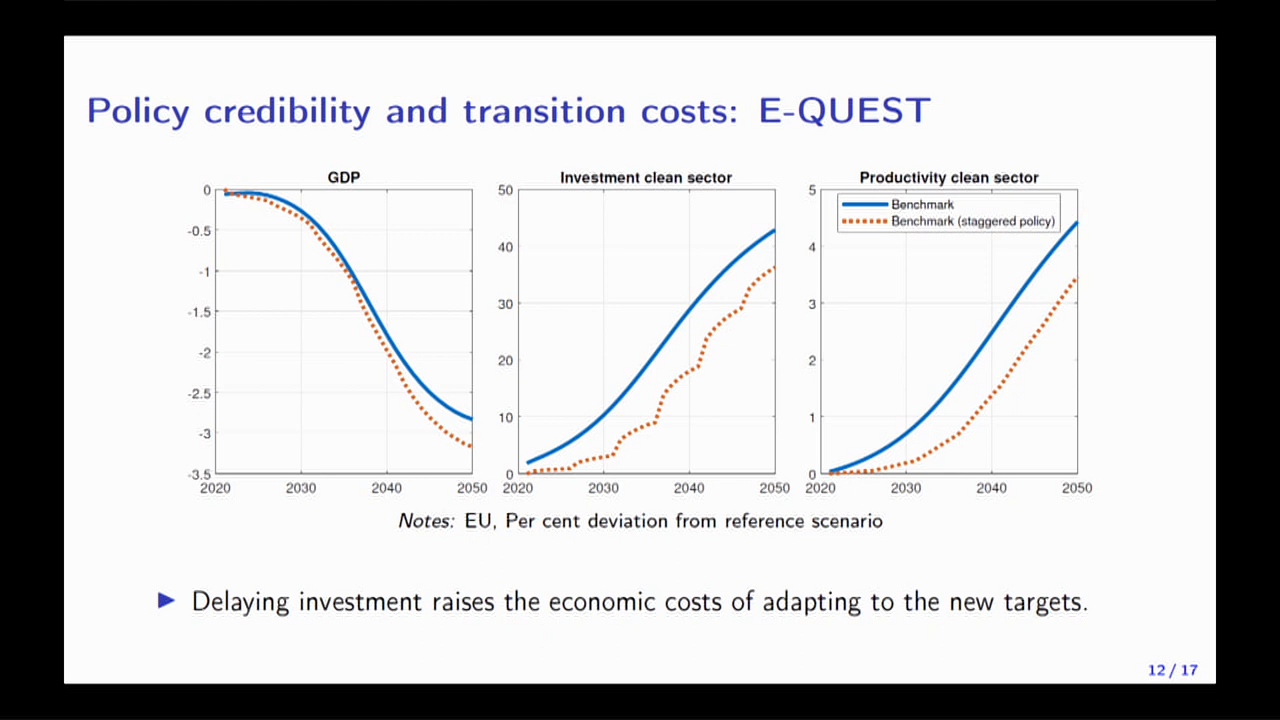 Policy credibility and transition costs: E-QUEST
GDP
0
-0.5
-1
-1.5
-2
-2.5
-3
-3.5
2020 2030 2040 2050
Investment clean sector
50
40
30
20
10
0
2020 2030 2040 2050
Productivity clean sector
Benchmark
Benchmark (staggered policy)
5
4
3
2
1
0
2020 2030 2040 2050
Notes: EU, Per cent deviation from reference scenario
Delaying investment raises the economic costs of adapting to the new targets.
12 / 17